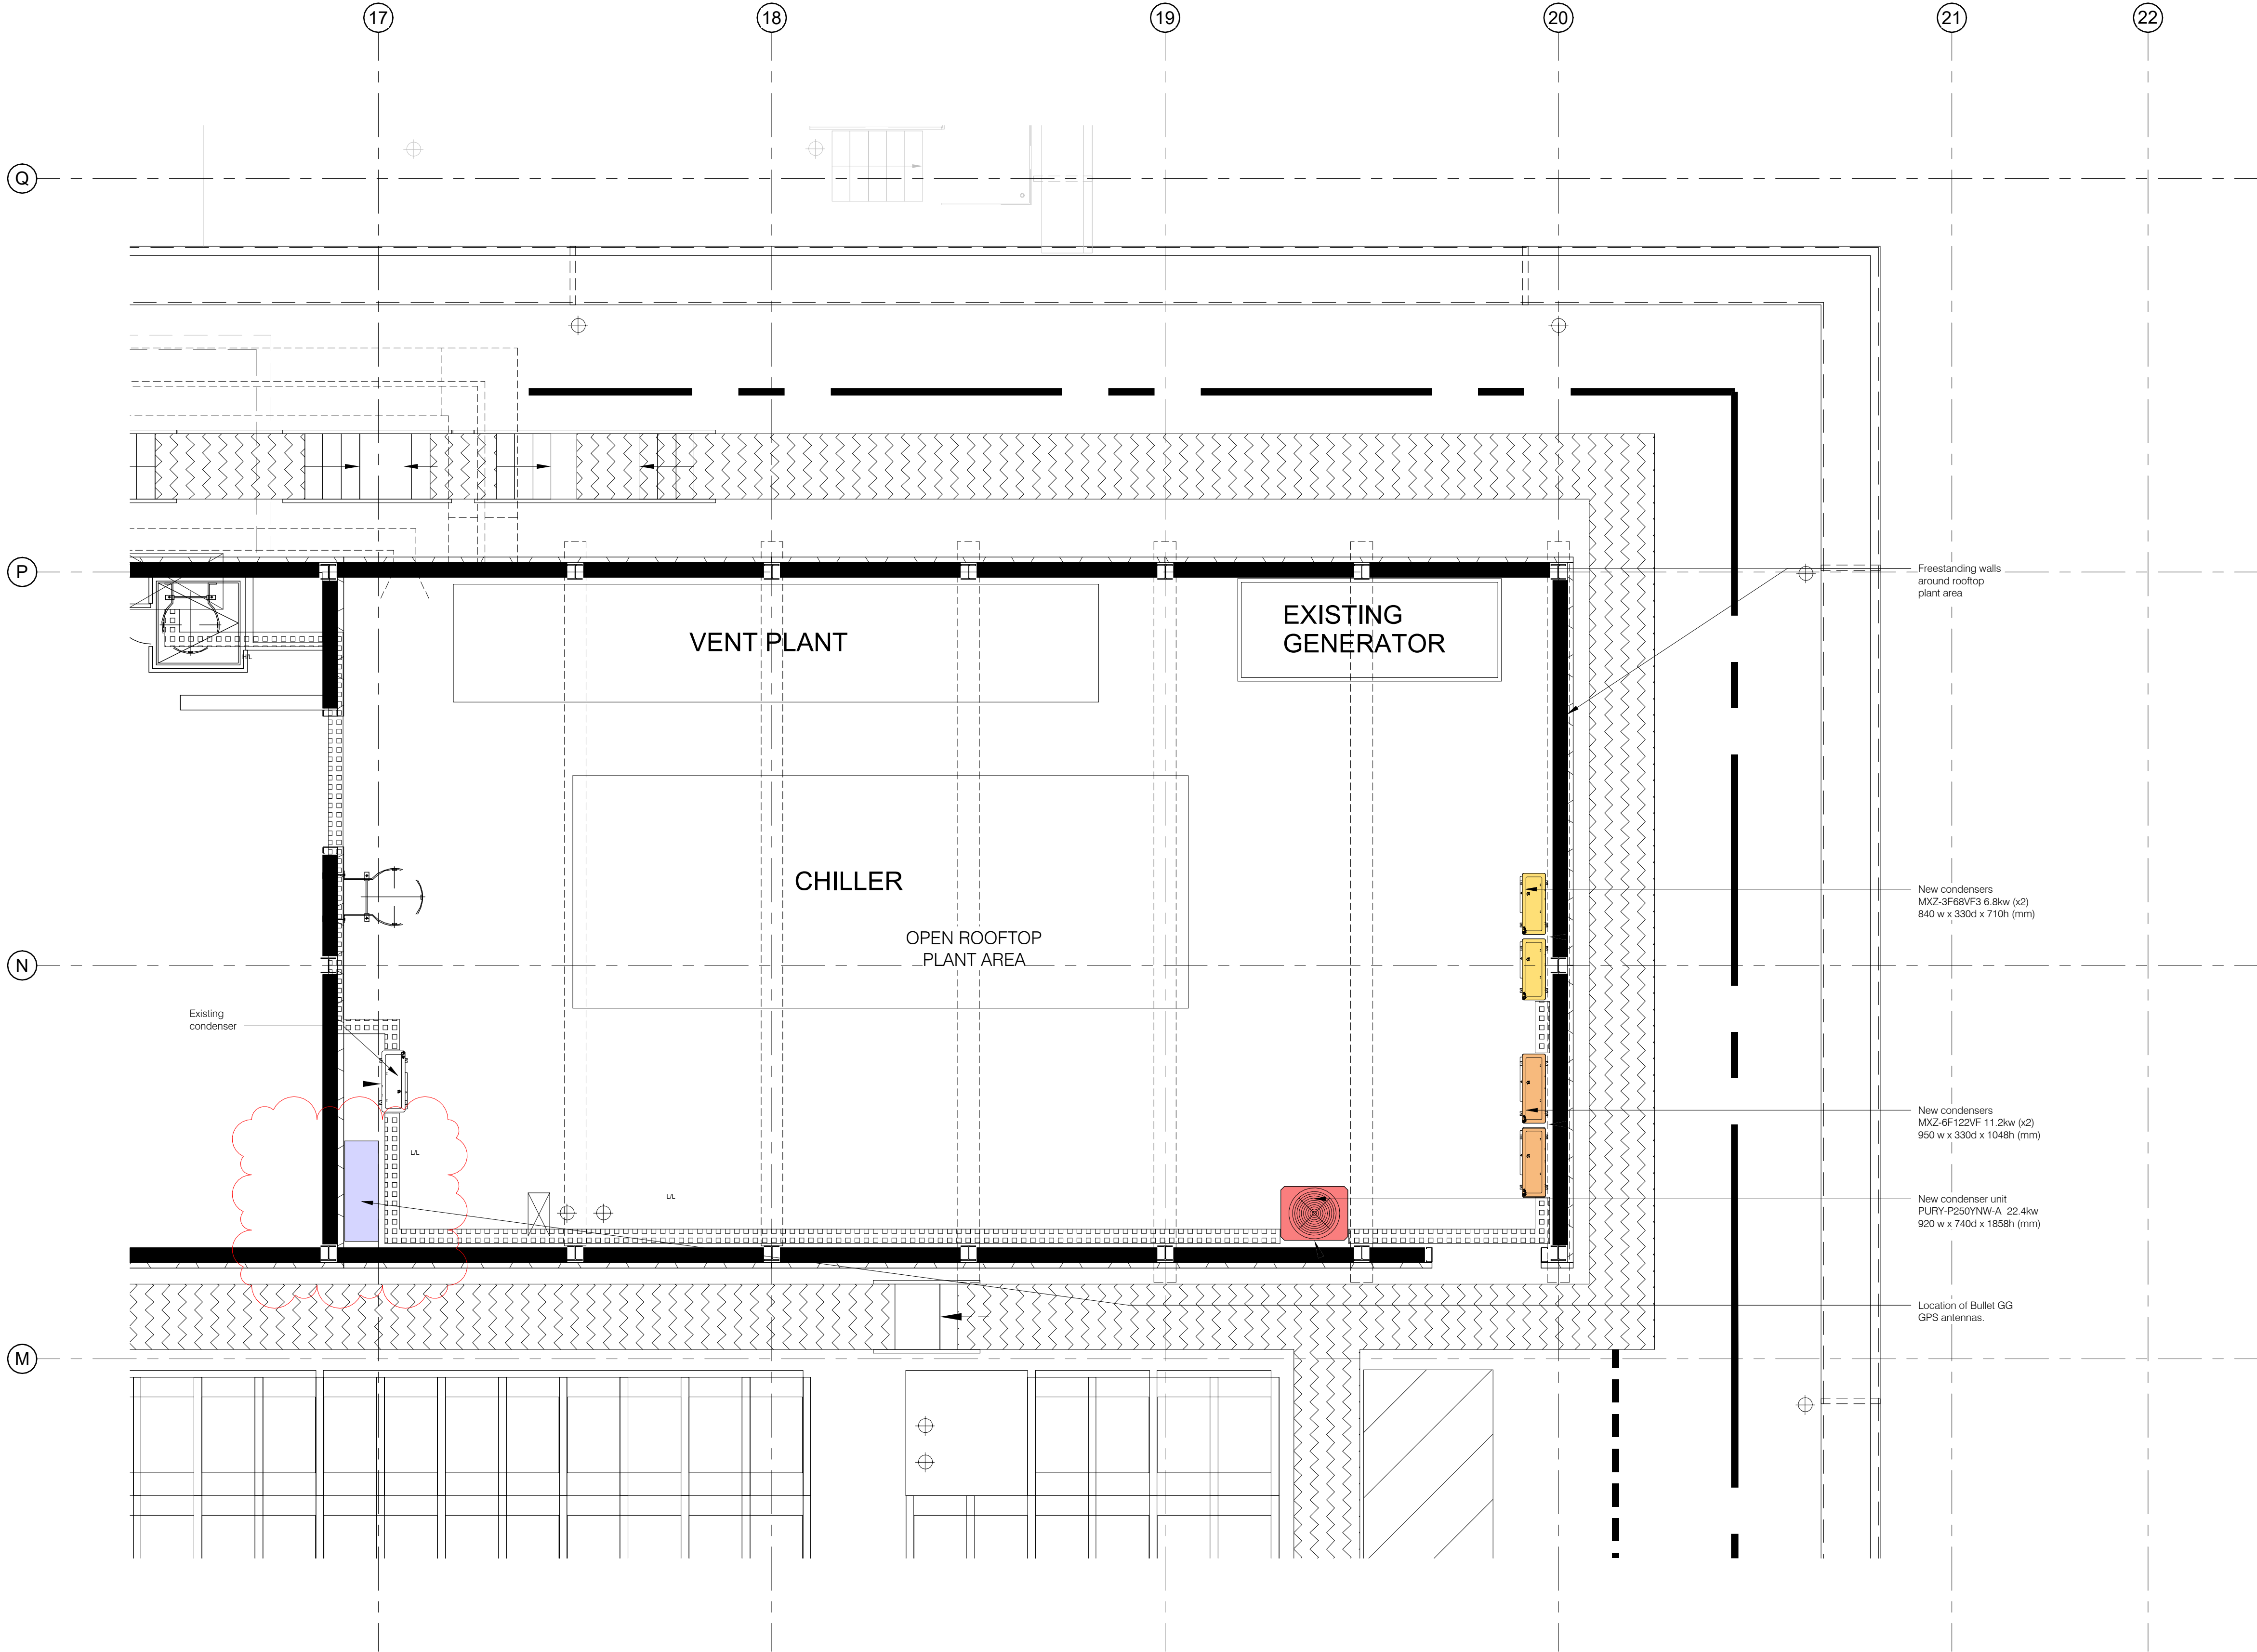 17
18
19
20
21
22
Q
P
Freestanding walls
around rooftop
plant area
VENT PLANT
EXISTING
GENERATOR
H/L
CHILLER
New condensers
MXZ-3F68VF3 6.8kw (x2)
840 w x 330d x 710h (mm)
OPEN ROOFTOP
PLANT AREA
N
Existing
condenser
New condensers
MXZ-6F122VF 11.2kw (x2)
950 w x 330d x 1048h (mm)
L/L
L/L
New condenser unit
PURY-P250YNW-A 22.4kw
920 w x 740d x 1858h (mm)
Location of Bullet GG
GPS antennas.
M